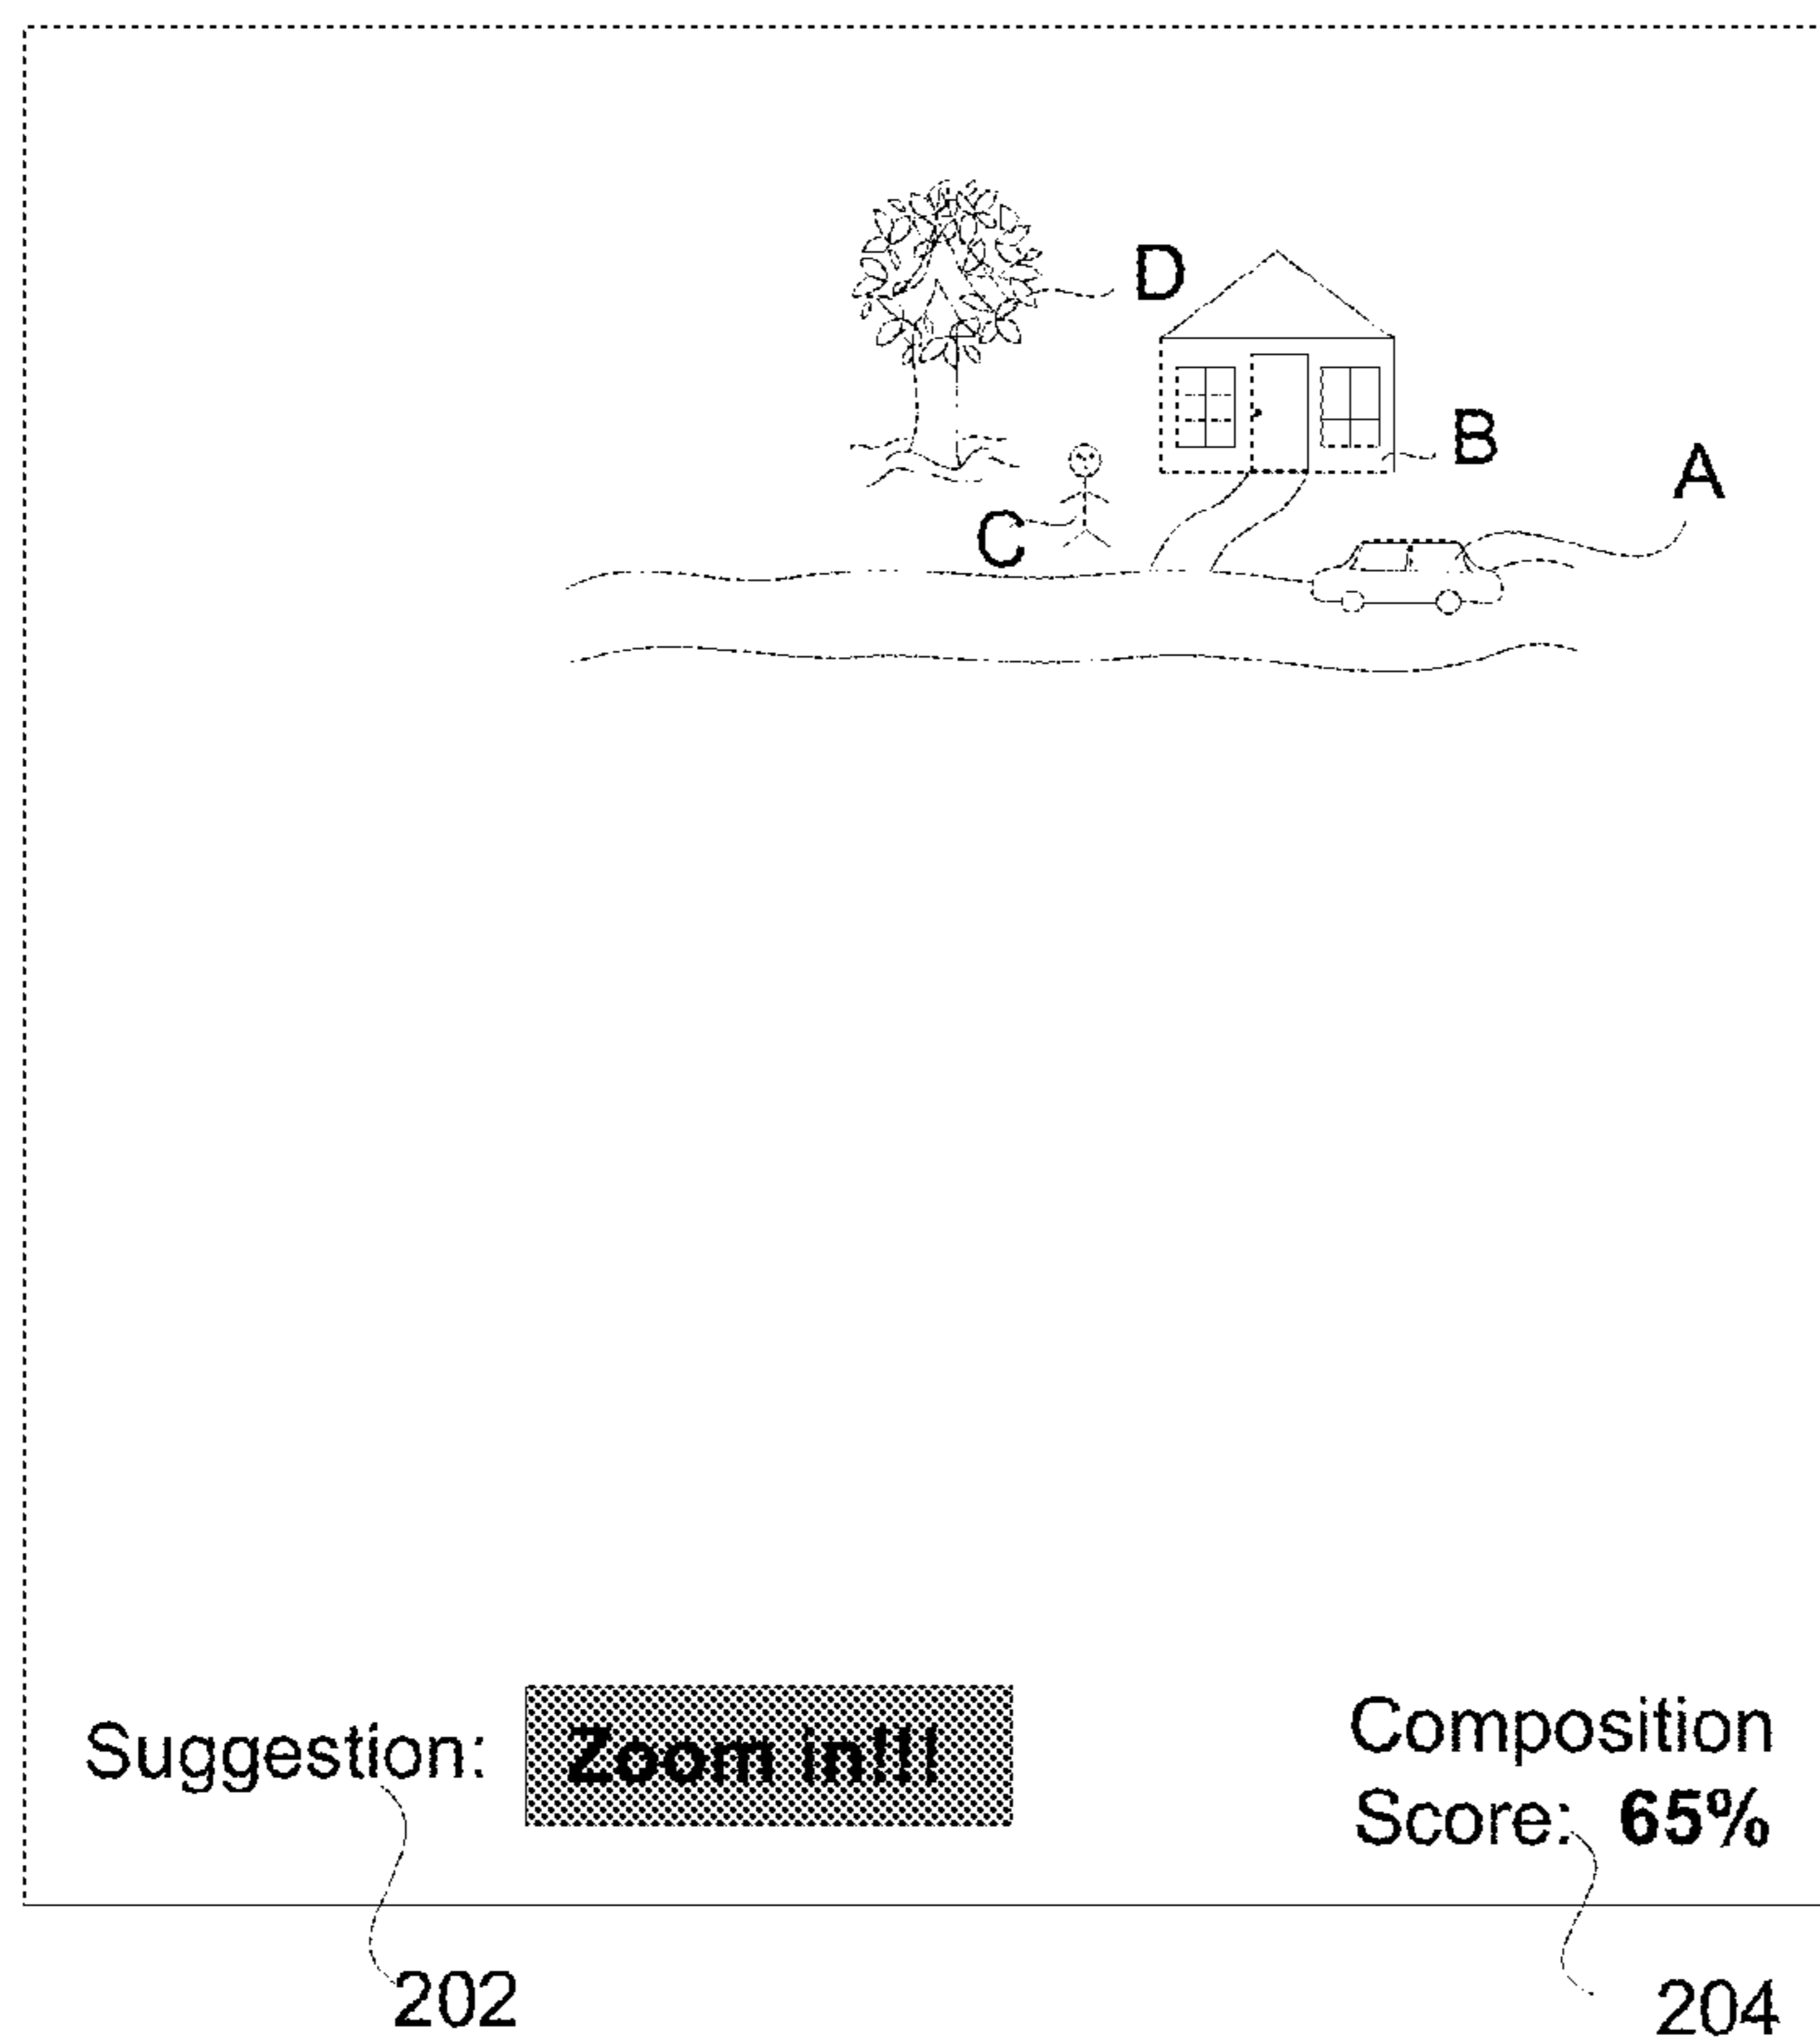 D
B
A
C
Suggestion: Zoom in!!!
Composition
Score: 65%
202
204